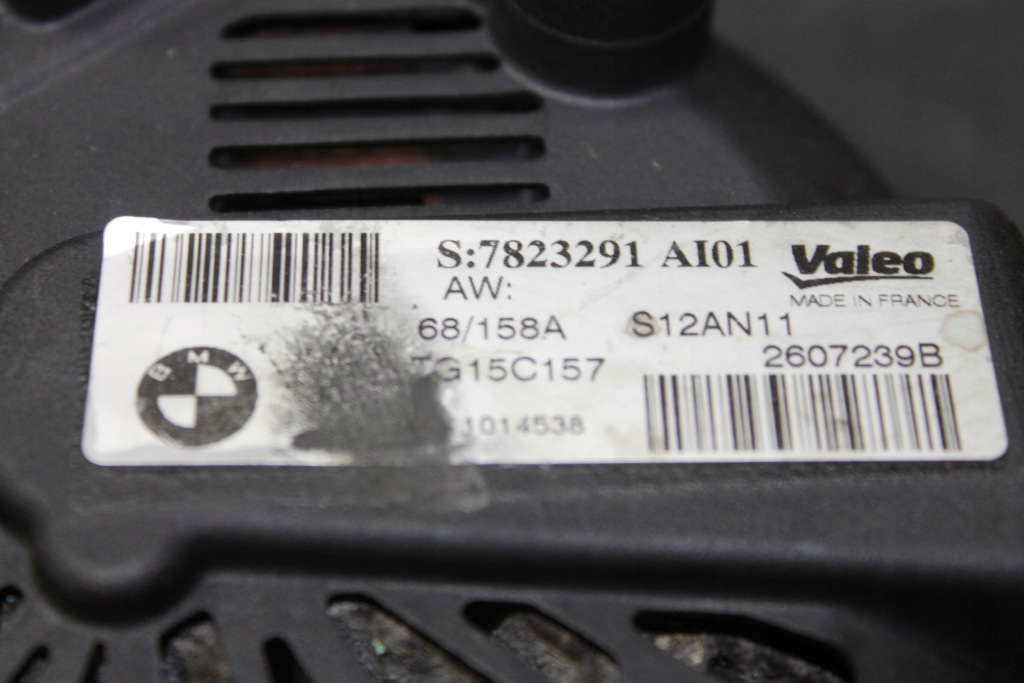 S:7823291 AI01
Valeo
MADE IN FRANCE
AW:
68/158A S12AN11
TG15C157 2607239B
1014538
BMW